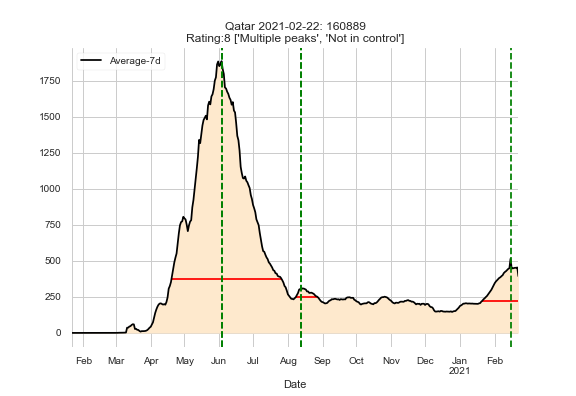 Qatar 2021-02-22: 160889
Rating:8 ['Multiple peaks', 'Not in control']
Average-7d
1750
1500
1250
1000
750
500
250
0
Feb Mar Apr May Jun Jul Aug Sep Oct Nov Dec Jan Feb
2021
Date